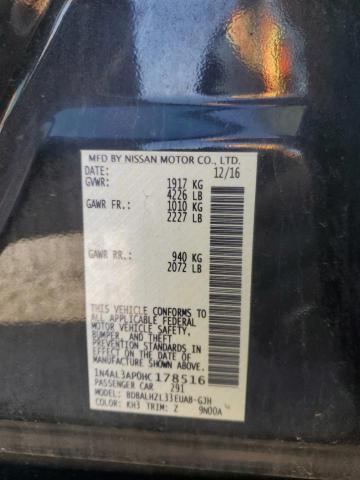 MFD BY NISSAN MOTOR CO., LTD.
DATE: 12/16
GVWR: 1917 KG
4226 LB
GAWR FR: 1010 KG
2227 LB
GAWR RR: 940 KG
2072 LB
THIS VEHICLE CONFORMS TO
ALL APPLICABLE FEDERAL
MOTOR VEHICLE SAFETY,
BUMPER, AND THEFT
PREVENTION STANDARDS IN
EFFECT ON THE DATE OF
MANUFACTURE SHOWN ABOVE.
1N4AL3AP0HC178516
PASSENGER CAR 291
MODEL: BDBALHZL33EUAB-GJH
COLOR: KH3 TRIM: Z 9N00A